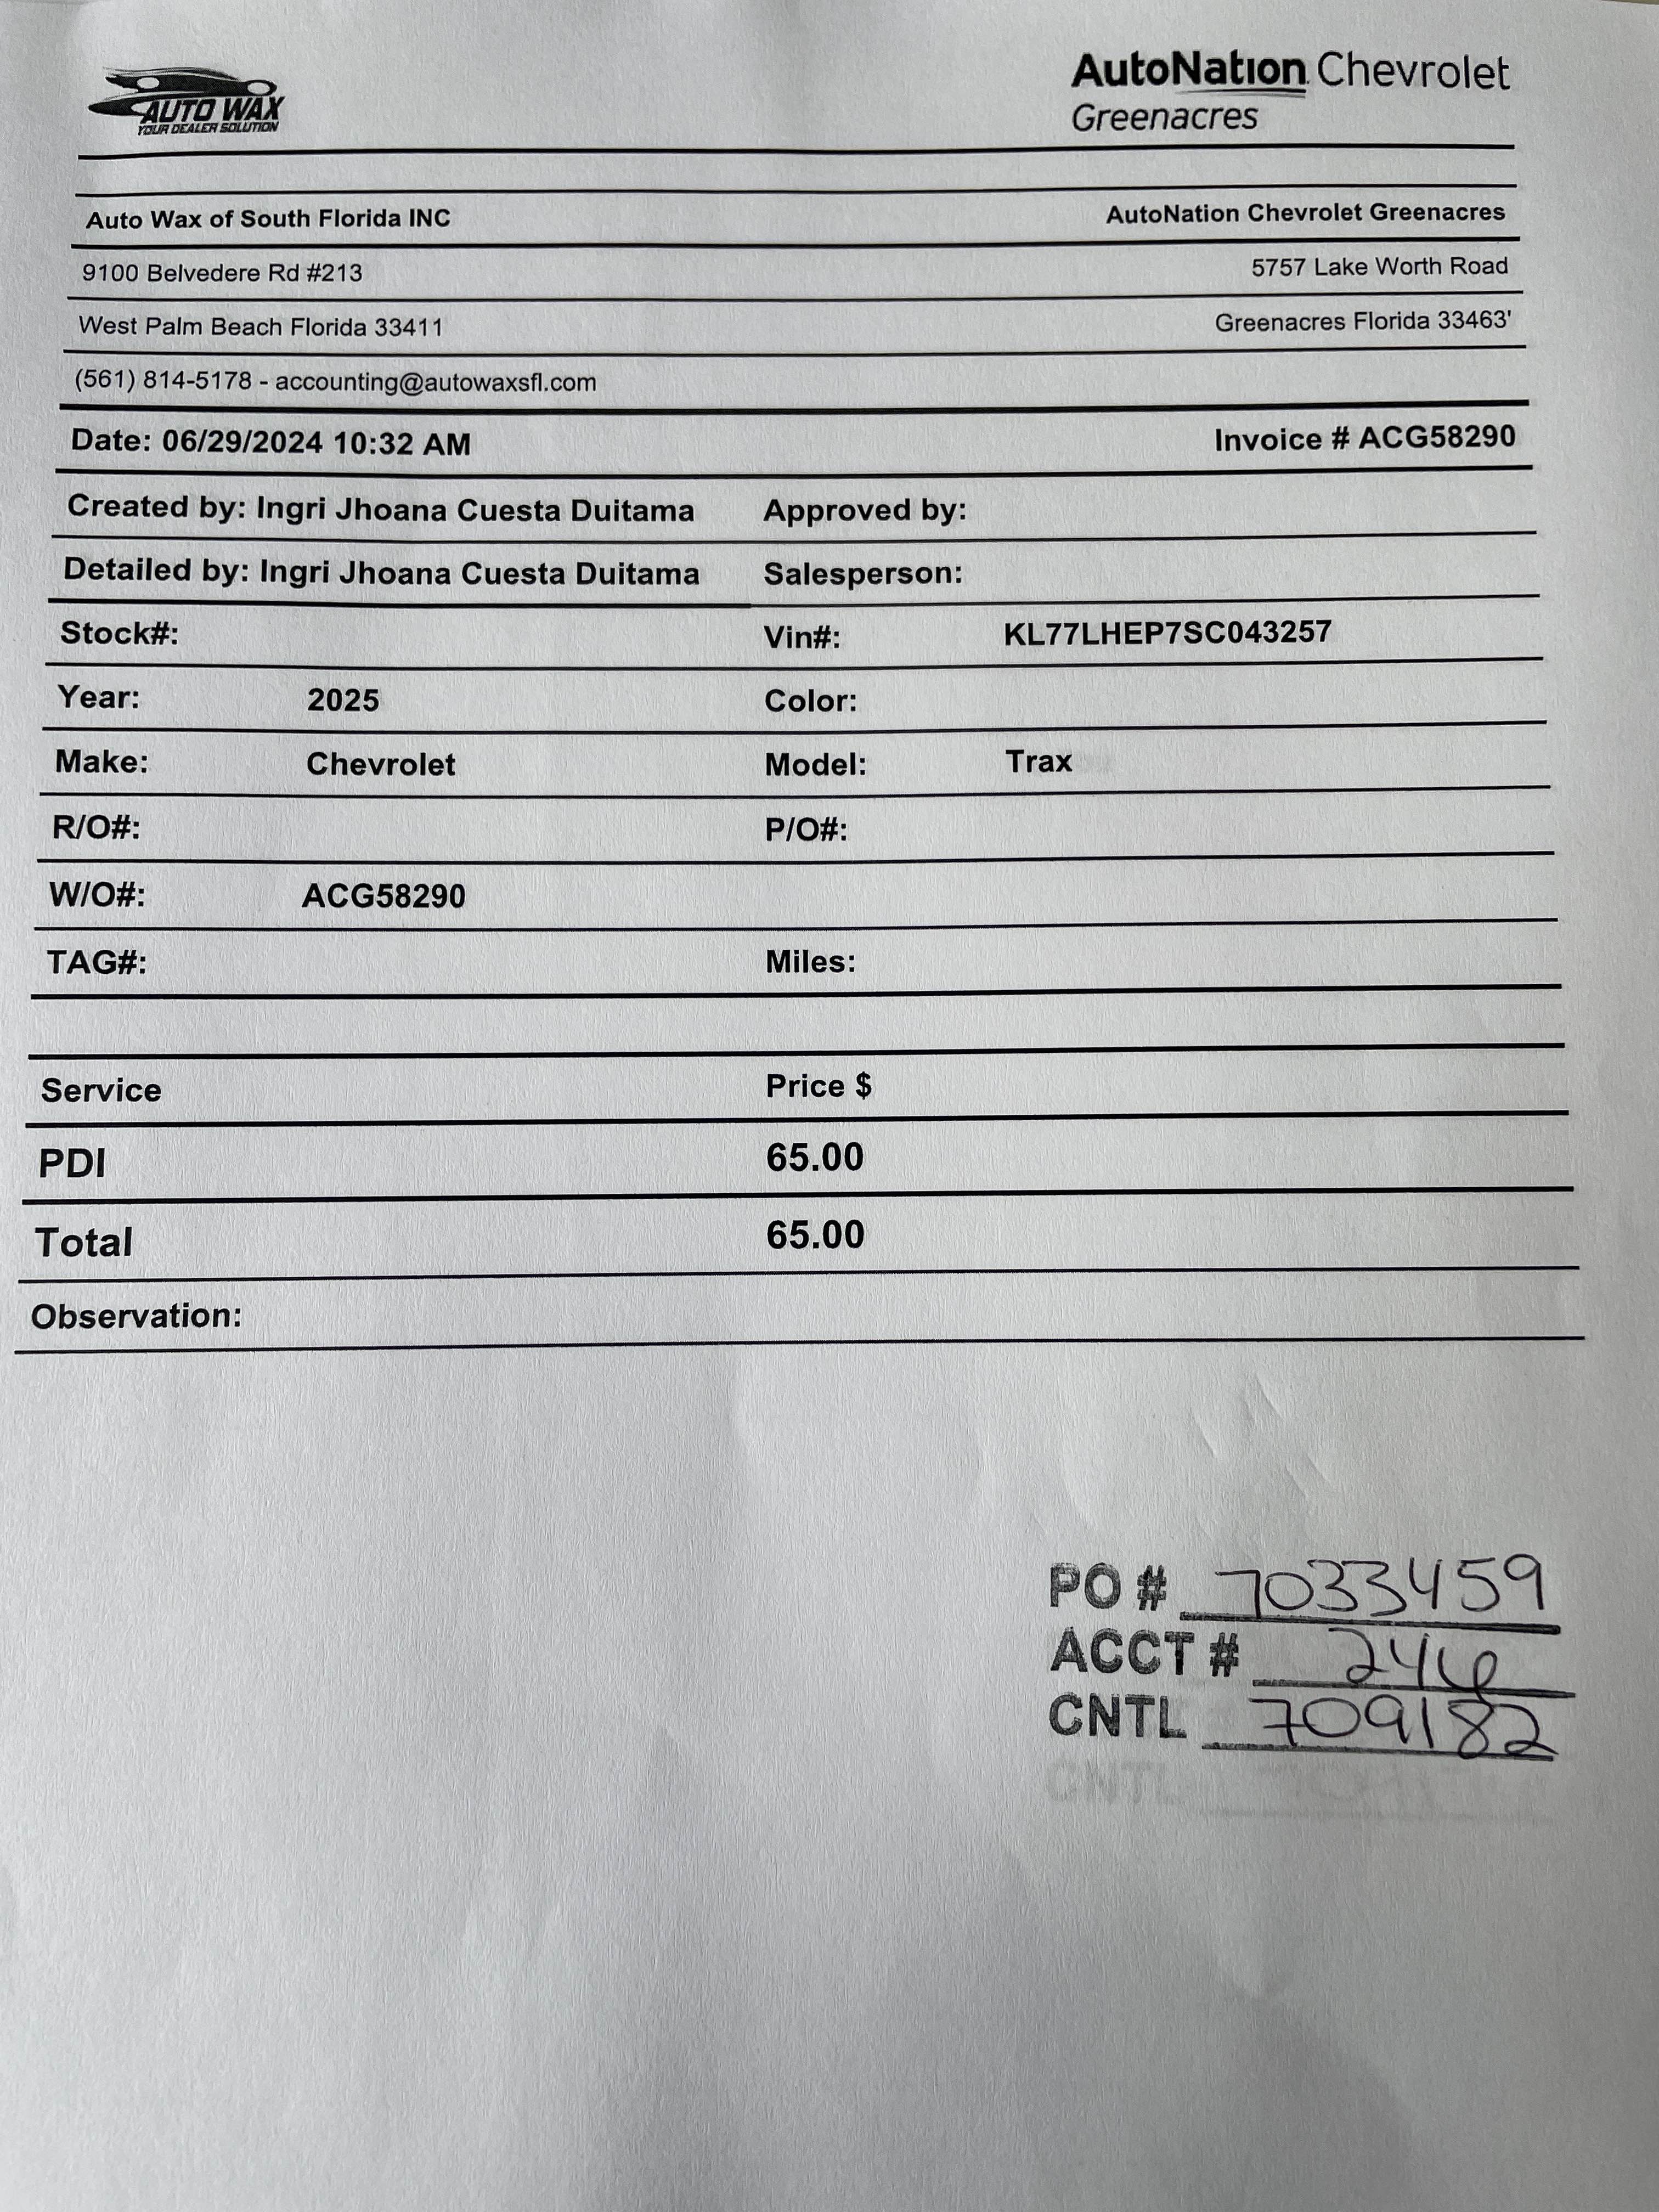 AUTO WAX
YOUR DEALER SOLUTION
AutoNation Chevrolet
Greenacres
Auto Wax of South Florida INC AutoNation Chevrolet Greenacres
9100 Belvedere Rd #213 5757 Lake Worth Road
West Palm Beach Florida 33411 Greenacres Florida 33463'
(561) 814-5178 - accounting@autowaxsfl.com
Date: 06/29/2024 10:32 AM Invoice # ACG58290
Created by: Ingri Jhoana Cuesta Duitama Approved by:
Detailed by: Ingri Jhoana Cuesta Duitama Salesperson:
Stock#: Vin#: KL77LHEP7SC043257
Year: 2025 Color:
Make: Chevrolet Model: Trax
R/O#: P/O#:
W/O#: ACG58290
TAG#: Miles:
Service Price $
PDI 65.00
Total 65.00
Observation:
PO # 7033459
ACCT # 246
CNTL 709182
CNTL